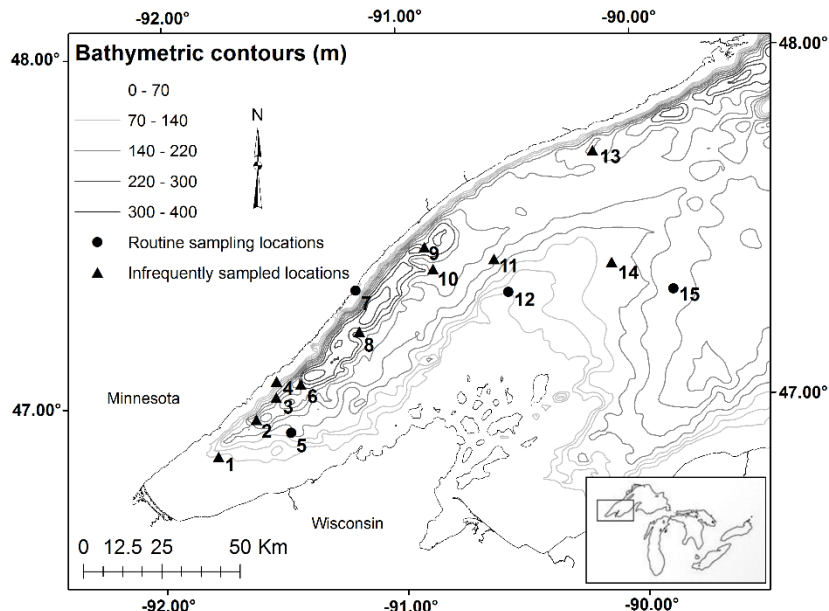 -92.00° -91.00° -90.00°
Bathymetric contours (m)
48.00° 48.00°
0 - 70
70 - 140
140 - 220
220 - 300
300 - 400
N
Routine sampling locations
Infrequently sampled locations
13
9
10
11
14
12
15
7
8
4
6
3
Minnesota
47.00° 47.00°
2
5
1
Wisconsin
0 12.5 25 50 Km
-92.00° -91.00° -90.00°